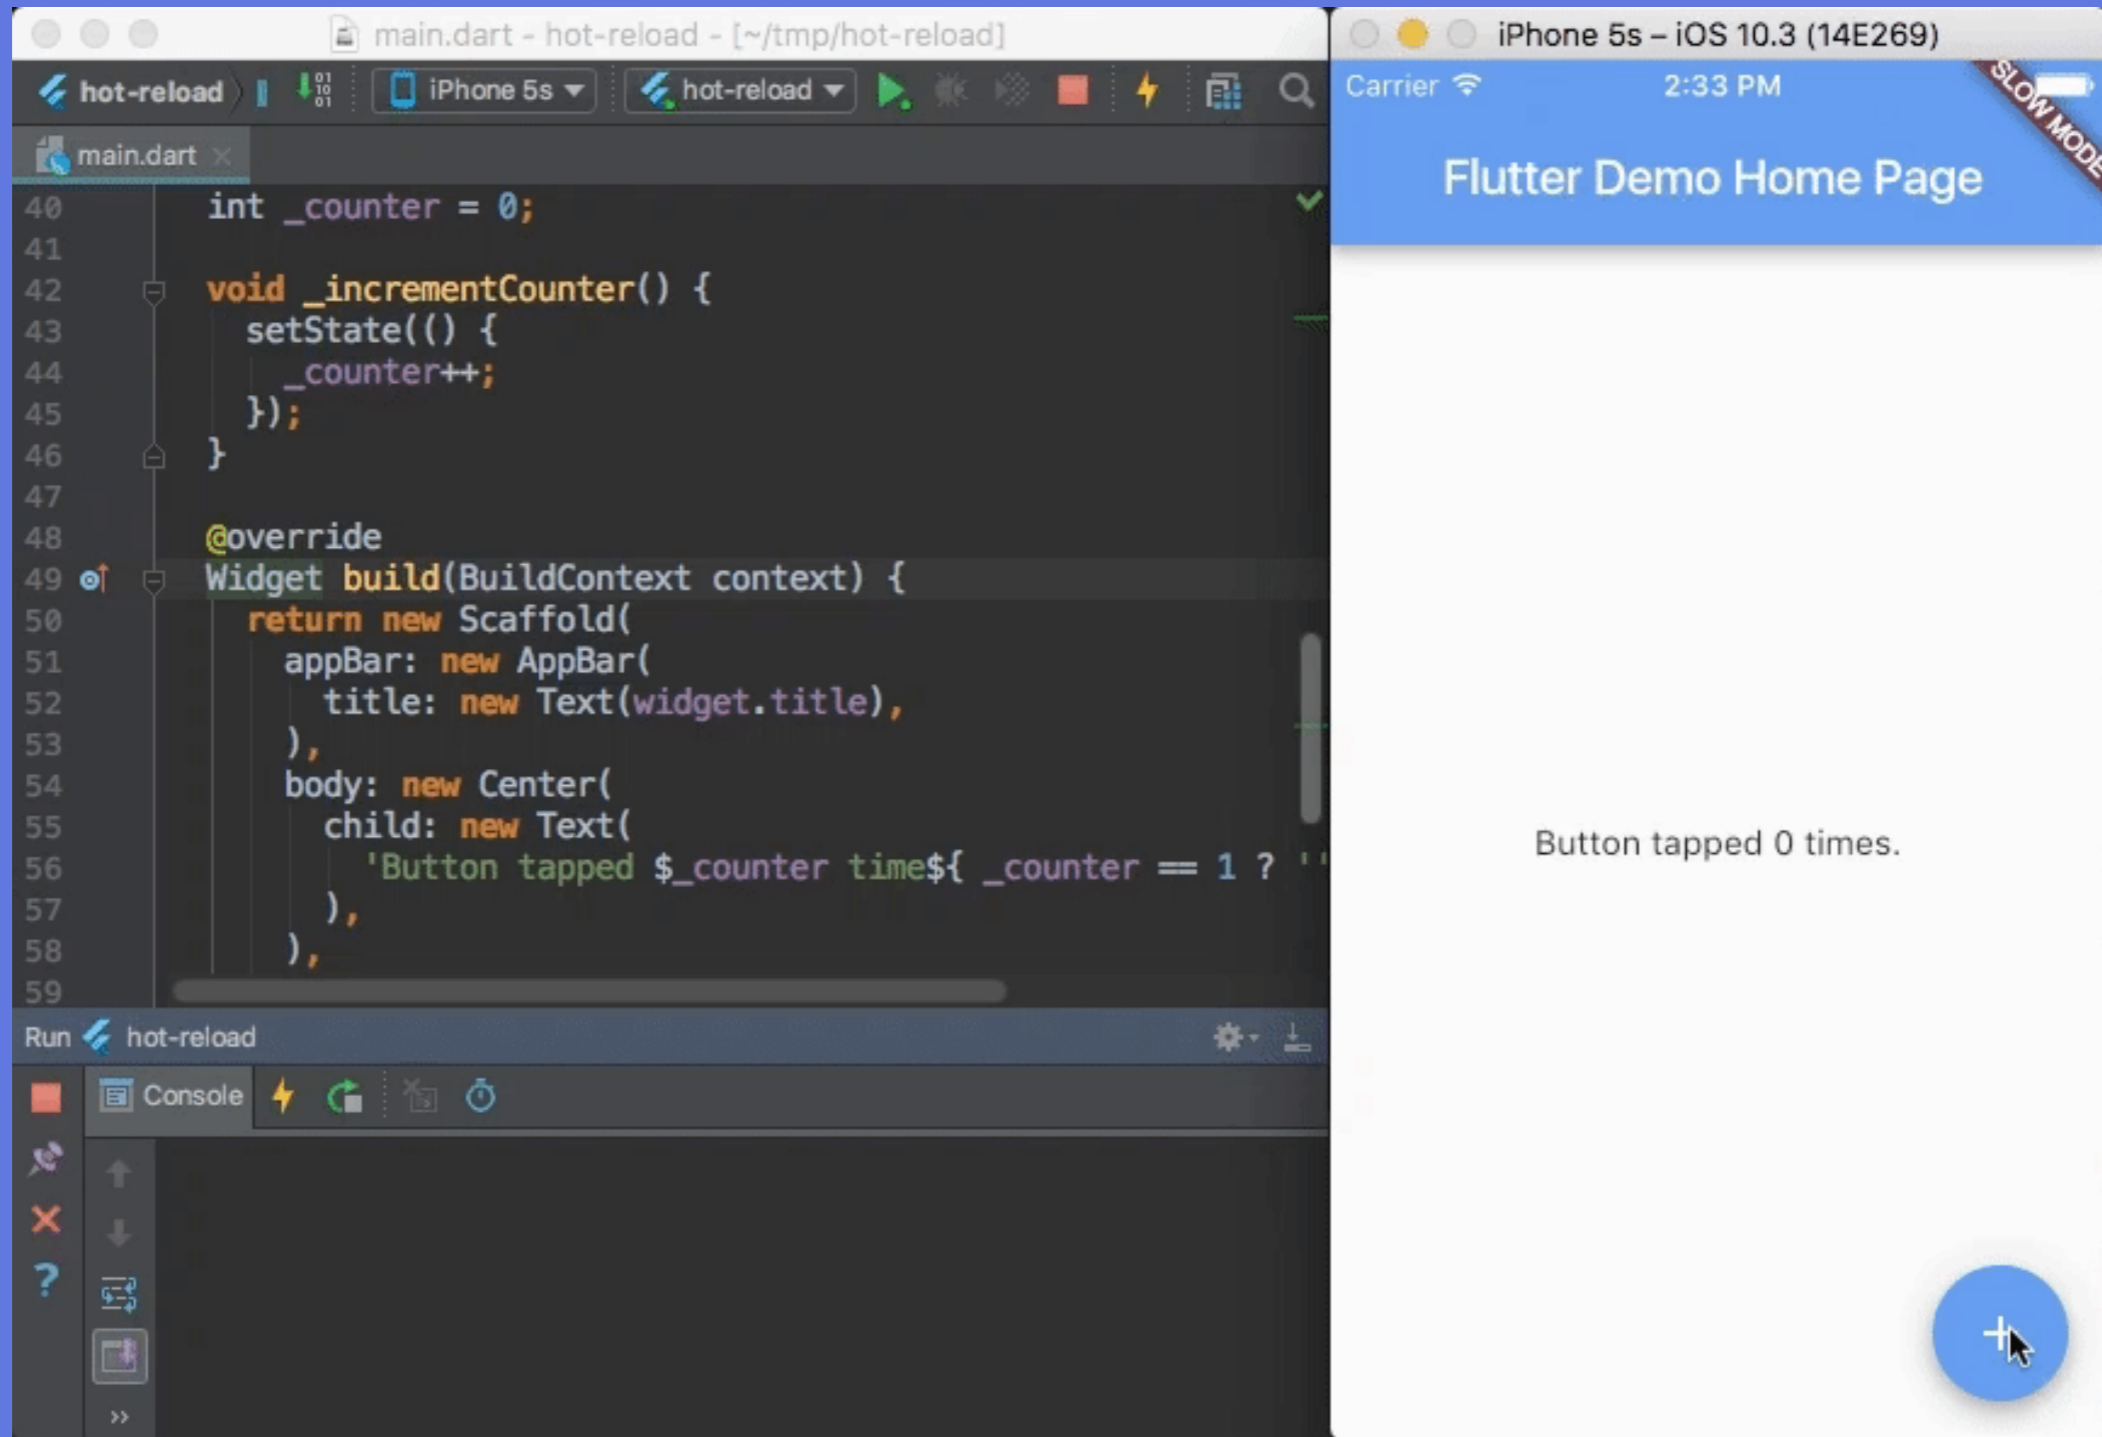 main.dart - hot-reload - [~/tmp/hot-reload]
hot-reload
iPhone 5s
hot-reload
main.dart
40 int _counter = 0;
41
42 void _incrementCounter() {
43 setState(() {
44 _counter++;
45 });
46 }
47
48 @override
49 Widget build(BuildContext context) {
50 return new Scaffold(
51 appBar: new AppBar(
52 title: new Text(widget.title),
53 ),
54 body: new Center(
55 child: new Text(
56 'Button tapped $_counter time${ _counter == 1 ? ''
57 ),
58 ),
59
Run hot-reload
Console
iPhone 5s – iOS 10.3 (14E269)
Carrier 2:33 PM
SLOW MODE
Flutter Demo Home Page
Button tapped 0 times.